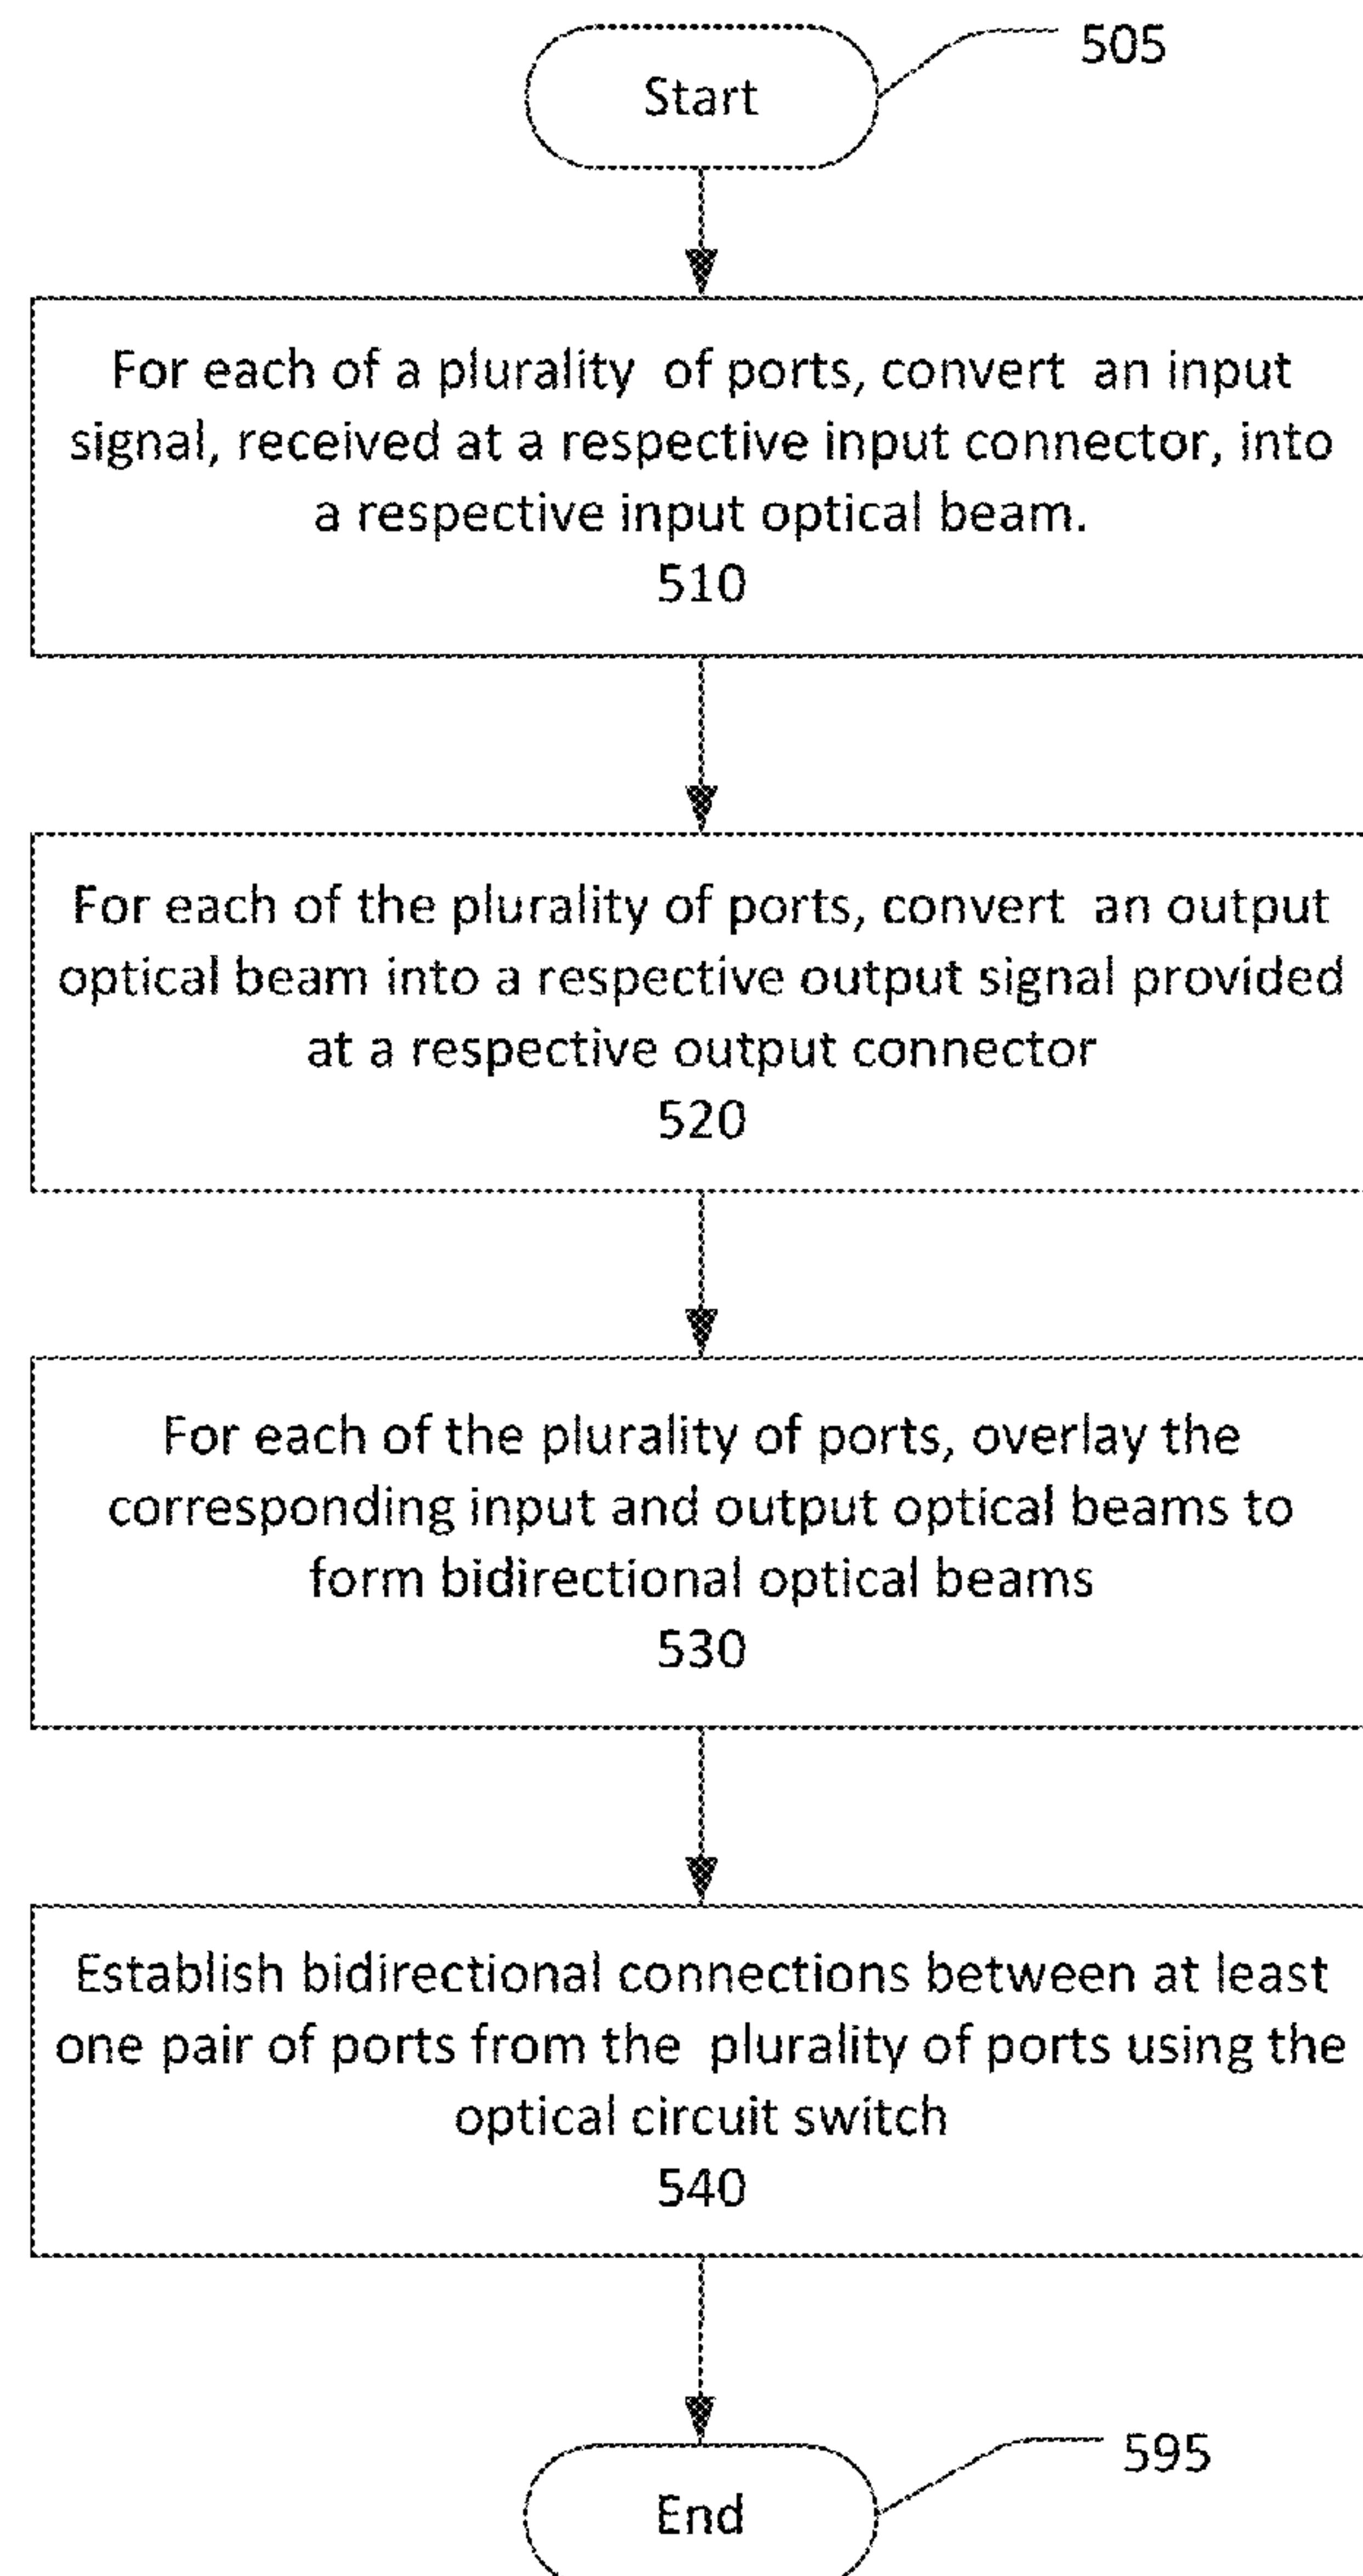 505
Start
For each of a plurality of ports, convert an input
signal, received at a respective input connector, into
a respective input optical beam.
510
For each of the plurality of ports, convert an output
optical beam into a respective output signal provided
at a respective output connector
520
For each of the plurality of ports, overlay the
corresponding input and output optical beams to
form bidirectional optical beams
530
Establish bidirectional connections between at least
one pair of ports from the plurality of ports using the
optical circuit switch
540
595
End